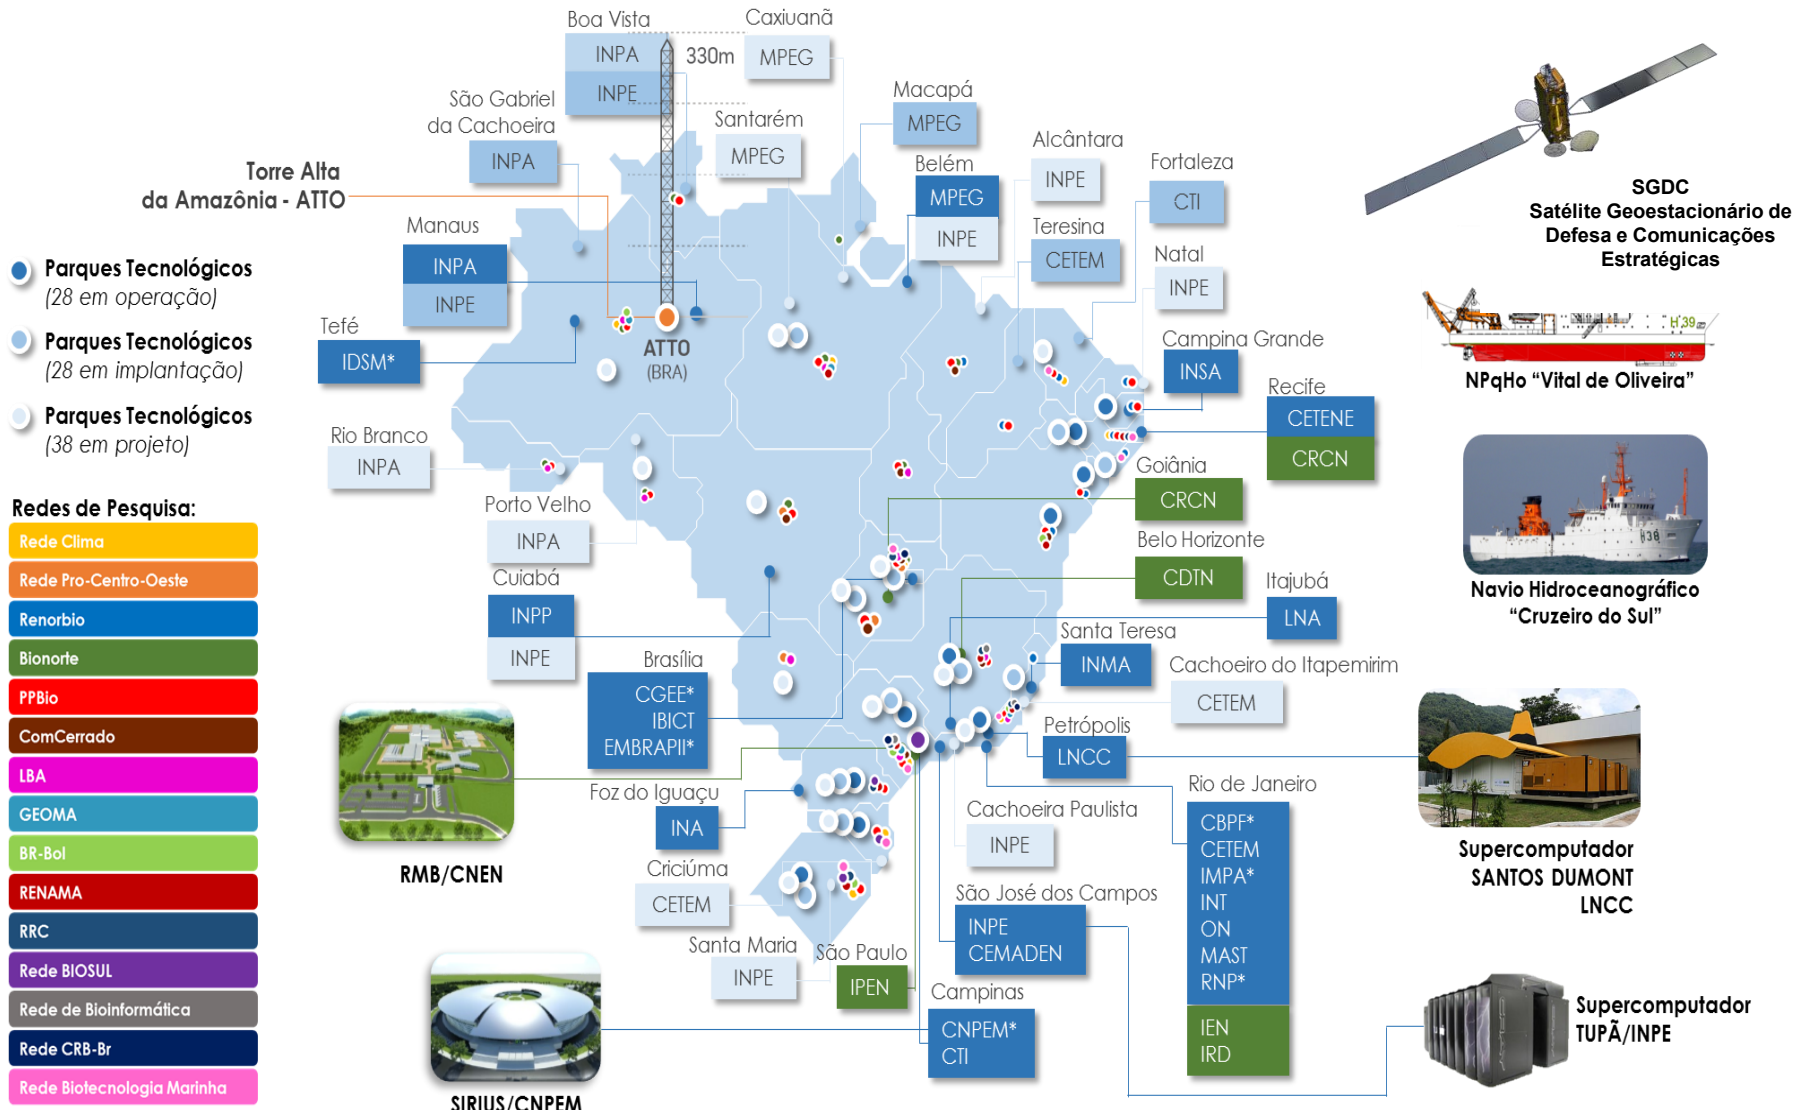 Boa Vista
INPA
INPE
330m
Caxiuanã
MPEG
São Gabriel
da Cachoeira
INPA
Santarém
MPEG
Macapá
MPEG
Belém
MPEG
INPE
Alcântara
INPE
Teresina
CETEM
Fortaleza
CTI
Natal
INPE
Torre Alta
da Amazônia - ATTO
Manaus
INPA
INPE
Tefé
IDSM*
ATTO
(BRA)
Parques Tecnológicos
(28 em operação)
Parques Tecnológicos
(28 em implantação)
Parques Tecnológicos
(38 em projeto)
Redes de Pesquisa:
Rede Clima
Rede Pro-Centro-Oeste
Renorbio
Bionorte
PPBio
ComCerrado
LBA
GEOMA
BR-Bol
RENAMA
RRC
Rede BIOSUL
Rede de Bioinformática
Rede CRB-Br
Rede Biotecnologia Marinha
Rio Branco
INPA
Porto Velho
INPA
Cuiabá
INPP
INPE
Brasília
CGEE*
IBICT
EMBRAPII*
Foz do Iguaçu
INA
Criciúma
CETEM
Santa Maria
INPE
São Paulo
IPEN
Campinas
CNPEM*
CTI
São José dos Campos
INPE
CEMADEN
Cachoeira Paulista
INPE
Campina Grande
INSA
Recife
CETENE
CRCN
Goiânia
CRCN
Belo Horizonte
CDTN
Itajubá
LNA
Santa Teresa
INMA
Cachoeiro do Itapemirim
CETEM
Petrópolis
LNCC
Rio de Janeiro
CBPF*
CETEM
IMPA*
INT
ON
MAST
RNP*
IEN
IRD
RMB/CNEN
SIRIUS/CNPEM
SGDC
Satélite Geoestacionário de
Defesa e Comunicações
Estratégicas
H 39
NPqHo “Vital de Oliveira”
H38
Navio Hidroceanográfico
“Cruzeiro do Sul”
Supercomputador
SANTOS DUMONT
LNCC
Supercomputador
TUPÃ/INPE